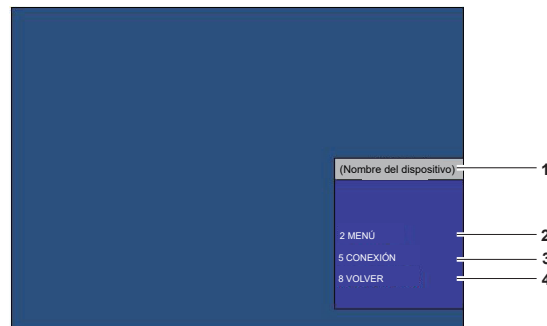 (Nombre del dispositivo)
1
2 MENÚ
2
5 CONEXIÓN
3
8 VOLVER
4